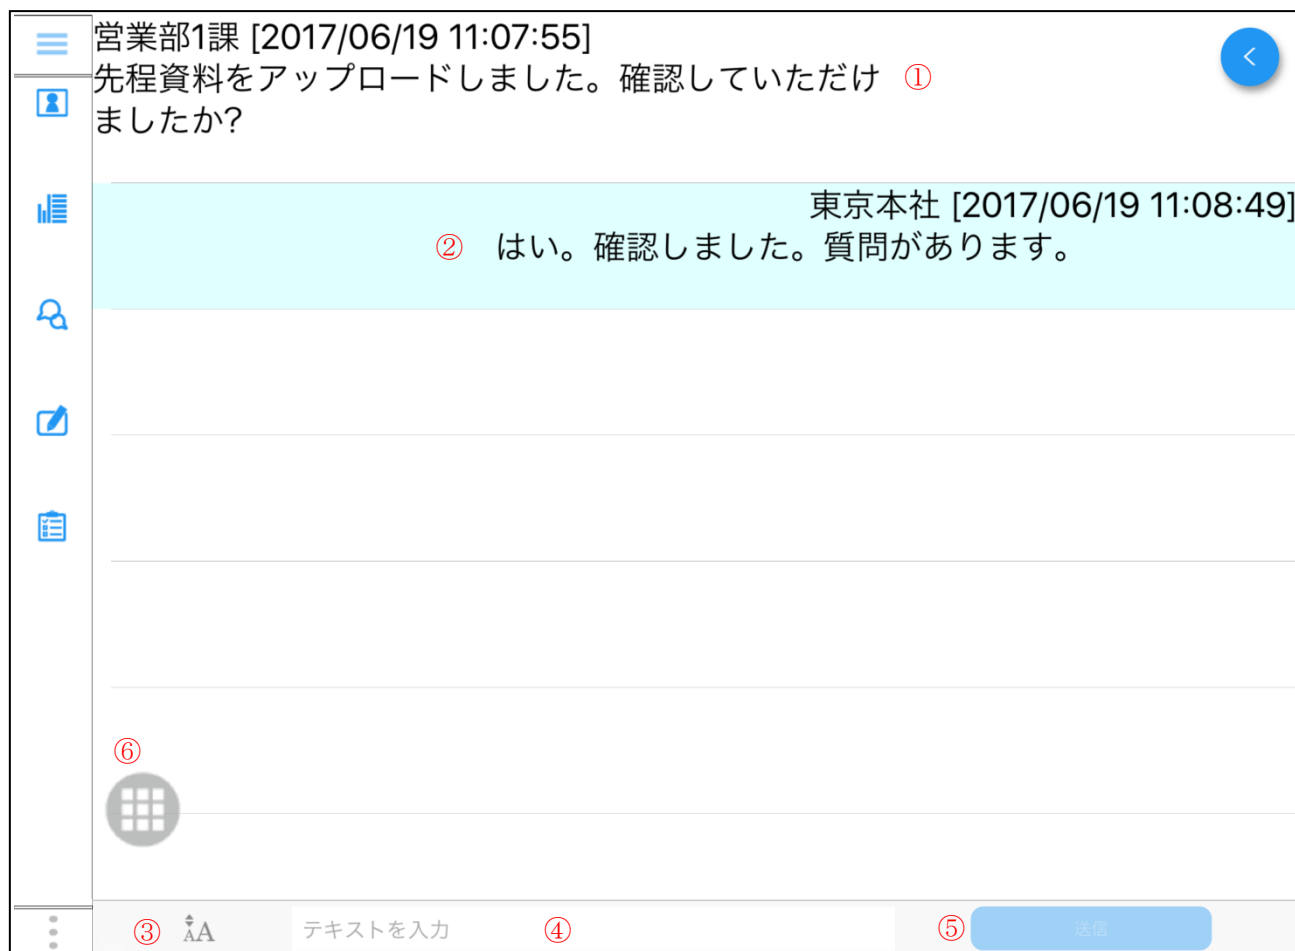 営業部1課 [2017/06/19 11:07:55]
先程資料をアップロードしました。確認していただけ ①
ましたか?
東京本社 [2017/06/19 11:08:49]
② はい。確認しました。質問があります。
⑥
③ AA テキストを入力 ④ ⑤ 送信